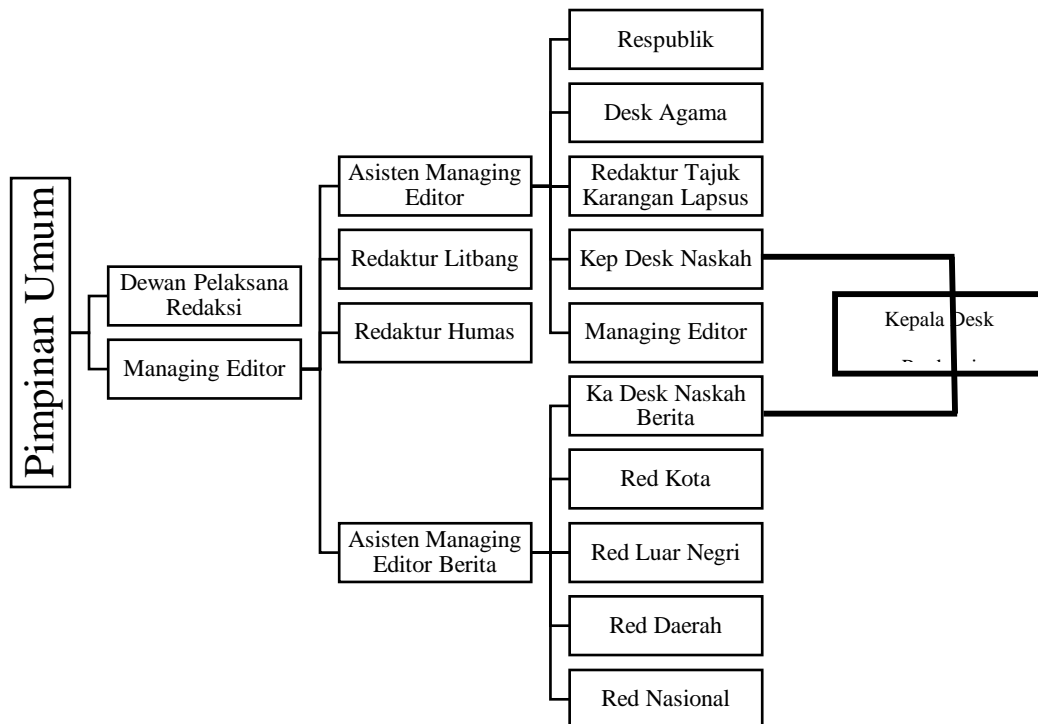 Pimpinan Umum
Dewan Pelaksana
Redaksi
Managing Editor
Asisten Managing
Editor
Redaktur Litbang
Redaktur Humas
Asisten Managing
Editor Berita
Respublik
Desk Agama
Redaktur Tajuk
Karangan Lapsus
Kep Desk Naskah
Managing Editor
Ka Desk Naskah
Berita
Red Kota
Red Luar Negri
Red Daerah
Red Nasional
Kepala Desk